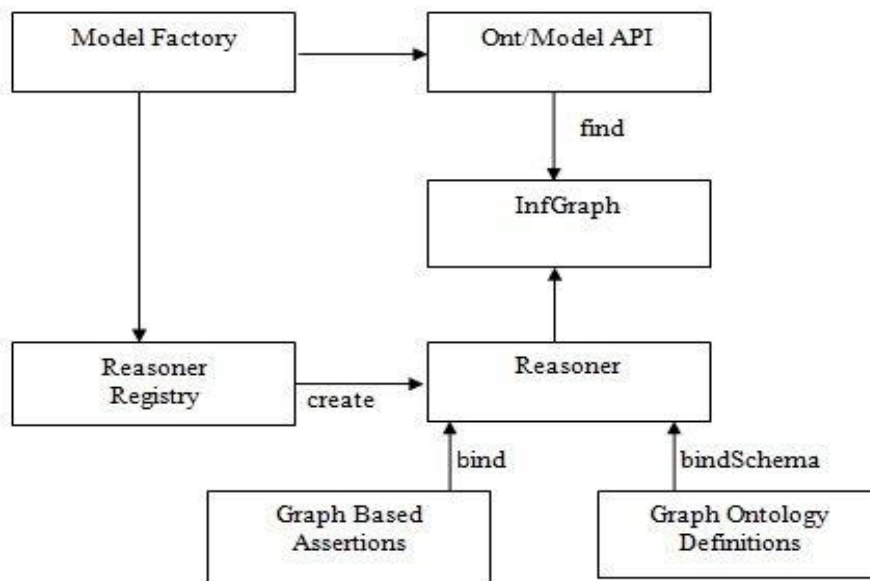 Model Factory
Ont/Model API
find
InfGraph
Reasoner
Registry
create
Reasoner
bind
bindSchema
Graph Based
Assertions
Graph Ontology
Definitions